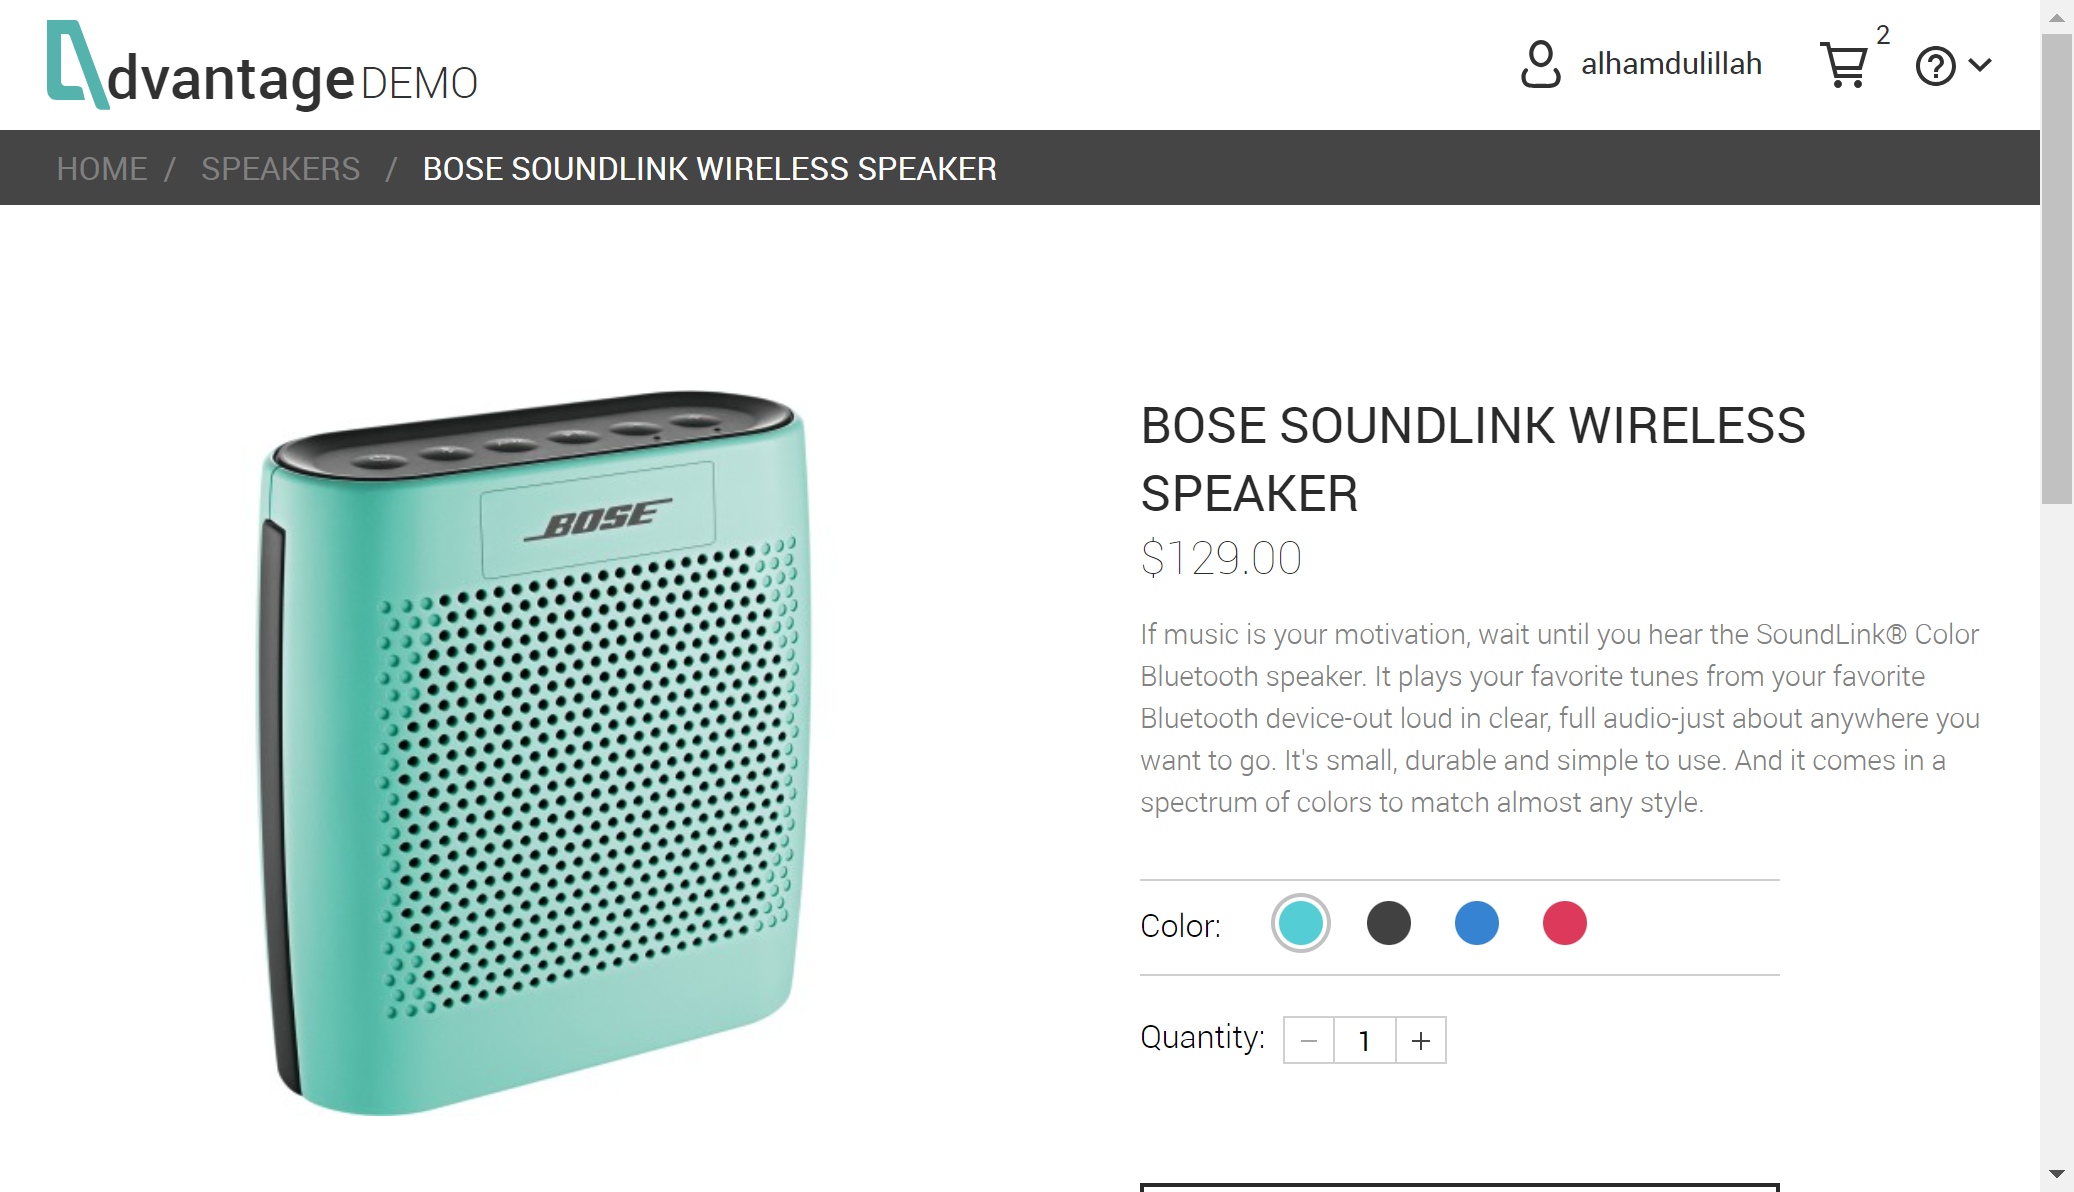 dvantage DEMO
alhamdulillah
2
HOME / SPEAKERS / BOSE SOUNDLINK WIRELESS SPEAKER
BOSE
BOSE SOUNDLINK WIRELESS
SPEAKER
$129.00
If music is your motivation, wait until you hear the SoundLink® Color
Bluetooth speaker. It plays your favorite tunes from your favorite
Bluetooth device-out loud in clear, full audio-just about anywhere you
want to go. It's small, durable and simple to use. And it comes in a
spectrum of colors to match almost any style.
Color:
Quantity: − 1 +